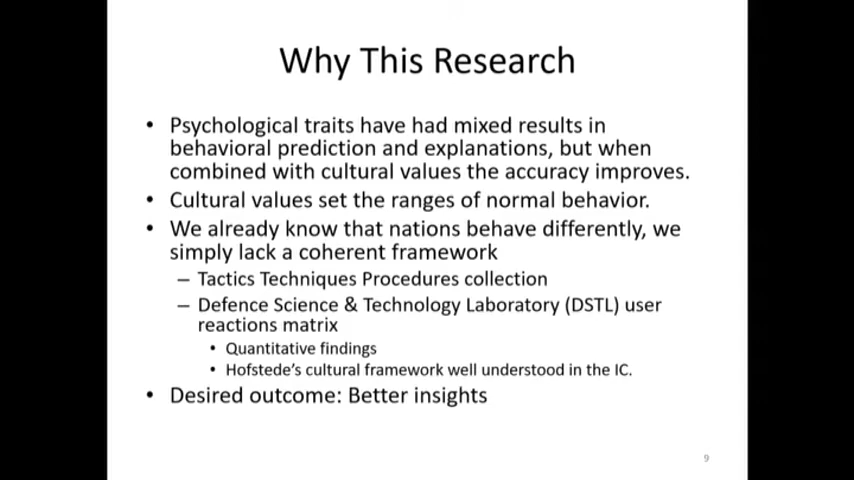 Why This Research
• Psychological traits have had mixed results in
behavioral prediction and explanations, but when
combined with cultural values the accuracy improves.
• Cultural values set the ranges of normal behavior.
• We already know that nations behave differently, we
simply lack a coherent framework
– Tactics Techniques Procedures collection
– Defence Science & Technology Laboratory (DSTL) user
reactions matrix
• Quantitative findings
• Hofstede's cultural framework well understood in the IC.
• Desired outcome: Better insights
9